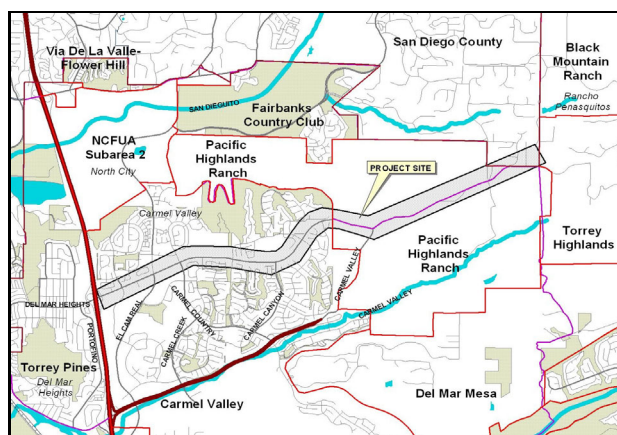 Via De La Valle-
Flower Hill
San Diego County
Black
Mountain
Ranch
Rancho
Penasquitos
SAN DIEGUITO
Fairbanks
Country Club
NCFUA
Subarea 2
North City
Pacific
Highlands
Ranch
PROJECT SITE
Carmel Valley
Torrey
Highlands
Pacific
Highlands
Ranch
DEL MAR HEIGHTS
EL CAM REAL
CARMEL COUNTRY
CARMEL CREEK
CARMEL CANYON
CARMEL VALLEY
CARMEL VALLEY
PORTOFINO
Torrey Pines
Del Mar
Heights
Carmel Valley
Del Mar Mesa